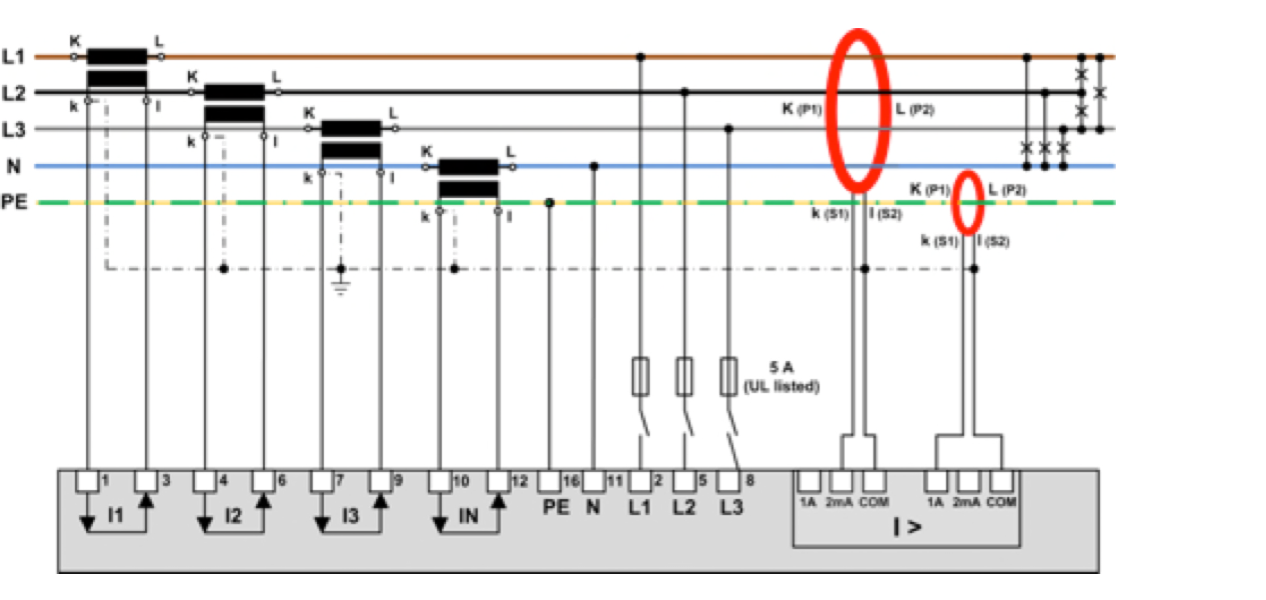 K L
L1
K L
L2
k l
K (P1) L (P2)
K L
L3
k l
K L
N
k l
K (P1) L (P2)
PE
k (S1) l (S2)
k l
k (S1) l (S2)
5 A
(UL listed)
1 3 4 6 7 9 10 12 16 11 2 5 8
1A 2mA COM 1A 2mA COM
I1 I2 I3 IN PE N L1 L2 L3
I >